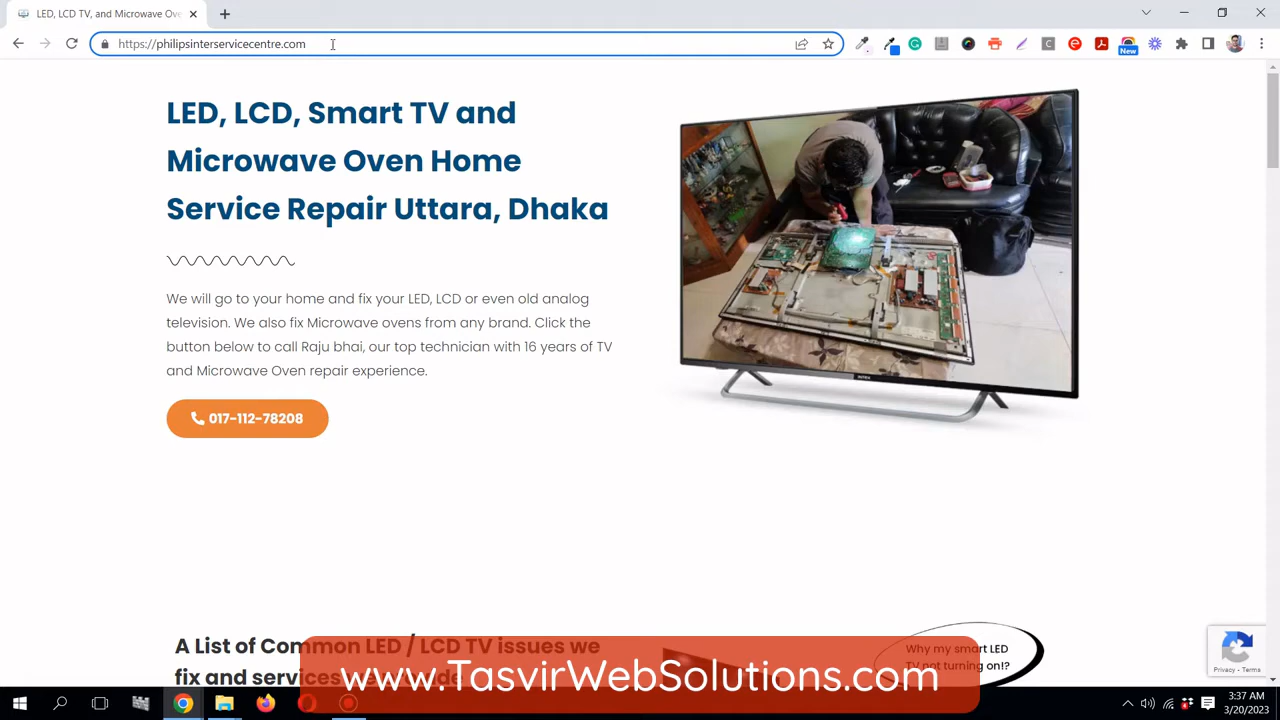 LED, LCD TV, and Microwave Ov
https://philipsinterservicecentre.com
New
LED, LCD, Smart TV and
Microwave Oven Home
Service Repair Uttara, Dhaka
We will go to your home and fix your LED, LCD or even old analog
television. We also fix Microwave ovens from any brand. Click the
button below to call Raju bhai, our top technician with 16 years of TV
and Microwave Oven repair experience.
017-112-78208
A List of Common LED / LCD TV issues we
fix and services
Why my smart LED
TV not turning on!?
www.TasvirWebSolutions.com
Privacy - Terms
3:37 AM
3/20/2023